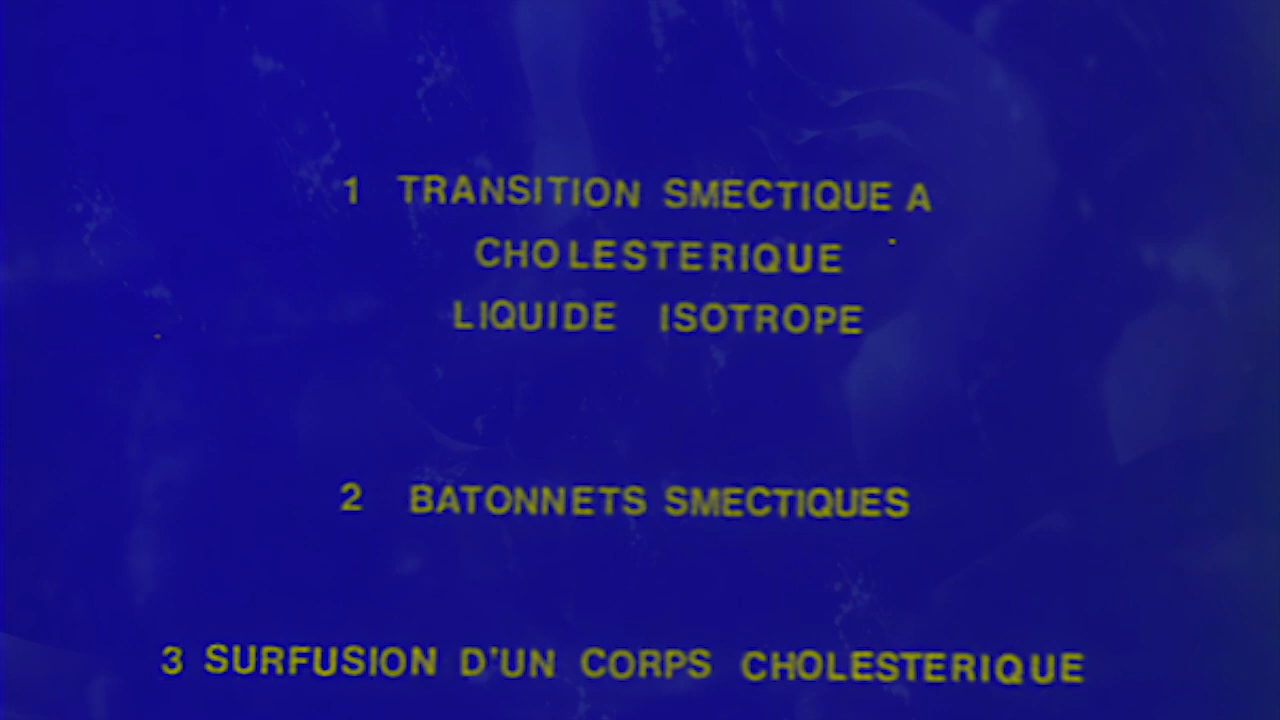 1 TRANSITION SMECTIQUE A
CHOLESTERIQUE
LIQUIDE ISOTROPE
2 BATONNETS SMECTIQUES
3 SURFUSION D'UN CORPS CHOLESTERIQUE